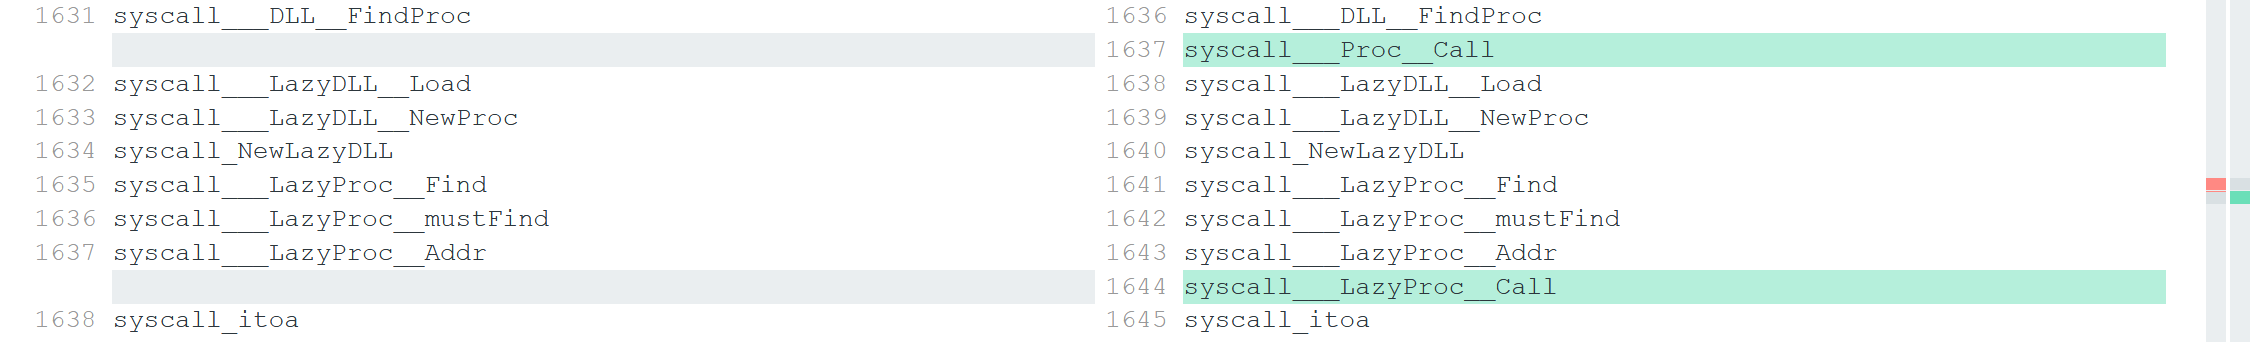 1631 syscall___DLL__FindProc
1632 syscall___LazyDLL__Load
1633 syscall___LazyDLL__NewProc
1634 syscall_NewLazyDLL
1635 syscall___LazyProc__Find
1636 syscall___LazyProc__mustFind
1637 syscall___LazyProc__Addr
1638 syscall_itoa
1636 syscall___DLL__FindProc
1637 syscall___Proc__Call
1638 syscall___LazyDLL__Load
1639 syscall___LazyDLL__NewProc
1640 syscall_NewLazyDLL
1641 syscall___LazyProc__Find
1642 syscall___LazyProc__mustFind
1643 syscall___LazyProc__Addr
1644 syscall___LazyProc__Call
1645 syscall_itoa